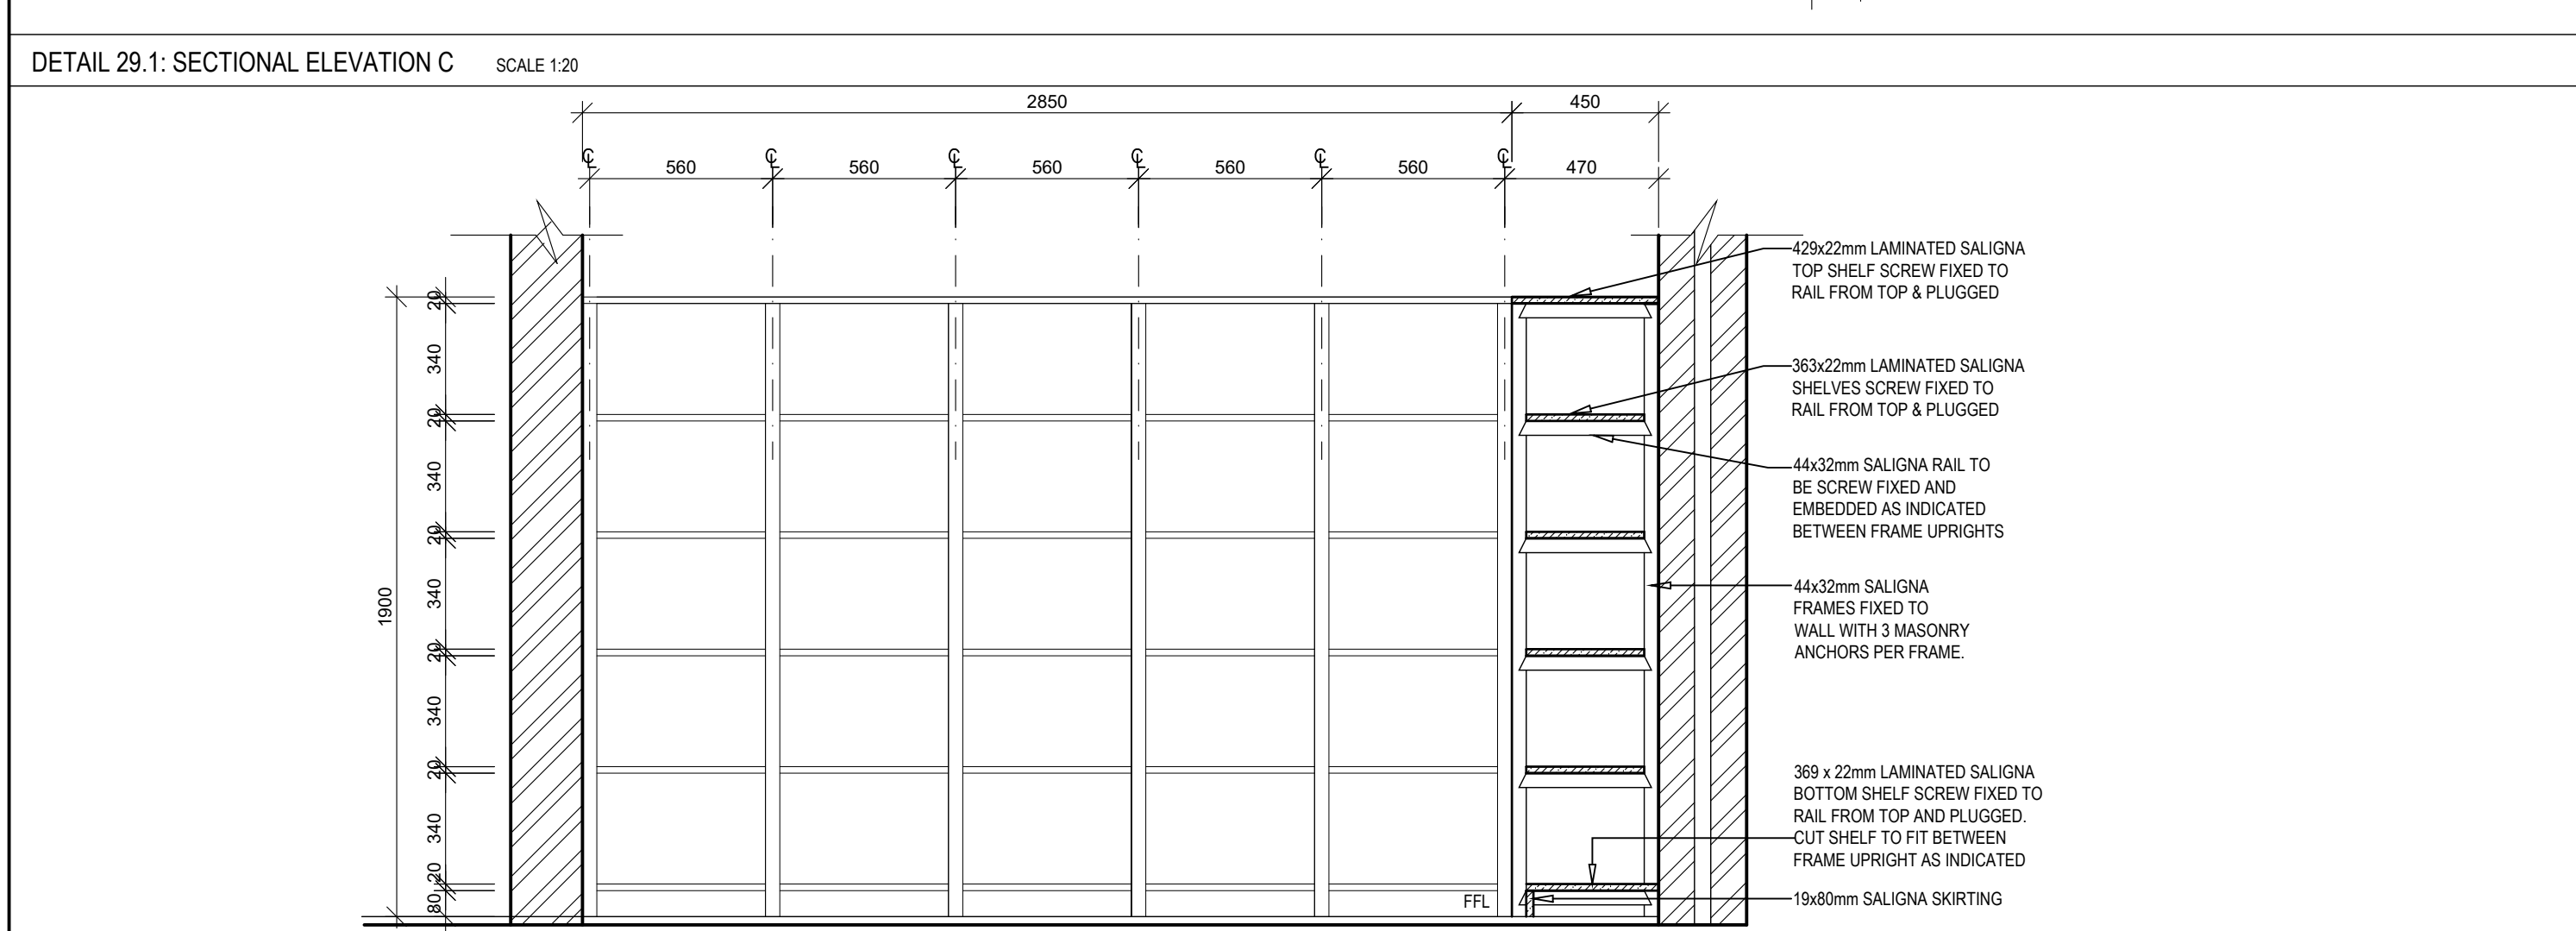 DETAIL 29.1: SECTIONAL ELEVATION C SCALE 1:20
2850 450
℄ ℄ ℄ ℄ ℄ ℄
560 560 560 560 560 470
20
340
20
340
20
340
20
340
20
340
20
80
1900
429x22mm LAMINATED SALIGNA
TOP SHELF SCREW FIXED TO
RAIL FROM TOP & PLUGGED
363x22mm LAMINATED SALIGNA
SHELVES SCREW FIXED TO
RAIL FROM TOP & PLUGGED
44x32mm SALIGNA RAIL TO
BE SCREW FIXED AND
EMBEDDED AS INDICATED
BETWEEN FRAME UPRIGHTS
44x32mm SALIGNA
FRAMES FIXED TO
WALL WITH 3 MASONRY
ANCHORS PER FRAME.
369 x 22mm LAMINATED SALIGNA
BOTTOM SHELF SCREW FIXED TO
RAIL FROM TOP AND PLUGGED.
CUT SHELF TO FIT BETWEEN
FRAME UPRIGHT AS INDICATED
FFL
19x80mm SALIGNA SKIRTING